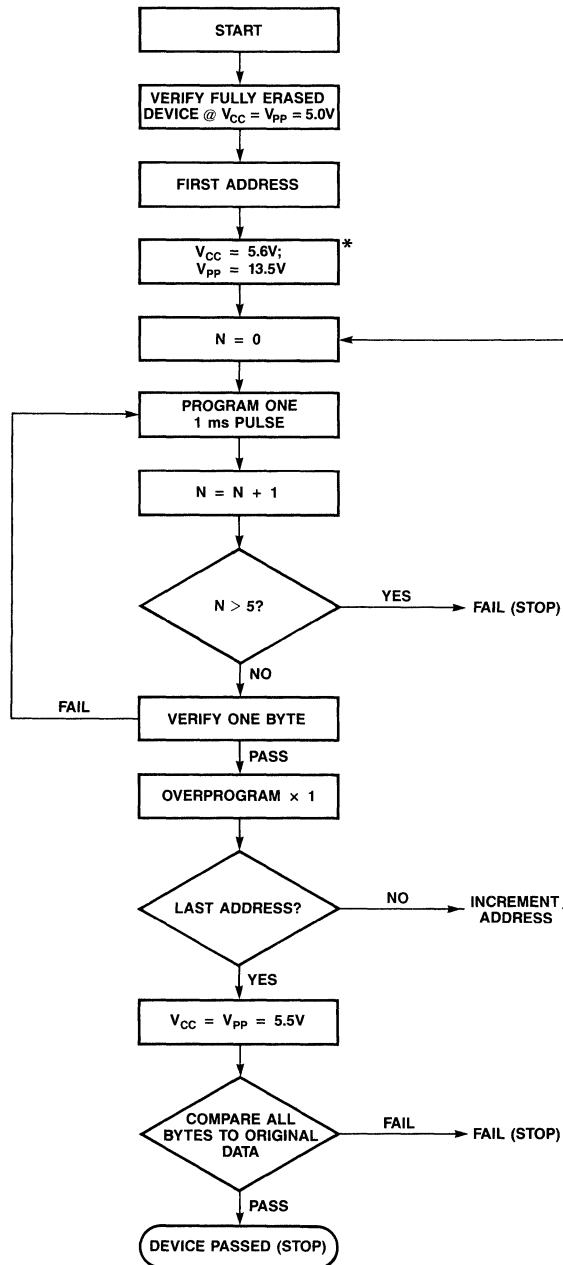 START
VERIFY FULLY ERASED
DEVICE @ VCC = VPP = 5.0V
FIRST ADDRESS
VCC = 5.6V;
VPP = 13.5V
*
N = 0
PROGRAM ONE
1 ms PULSE
N = N + 1
N > 5?
YES
FAIL (STOP)
NO
FAIL
VERIFY ONE BYTE
PASS
OVERPROGRAM × 1
LAST ADDRESS?
NO
INCREMENT
ADDRESS
YES
VCC = VPP = 5.5V
COMPARE ALL
BYTES TO ORIGINAL
DATA
FAIL
FAIL (STOP)
PASS
DEVICE PASSED (STOP)